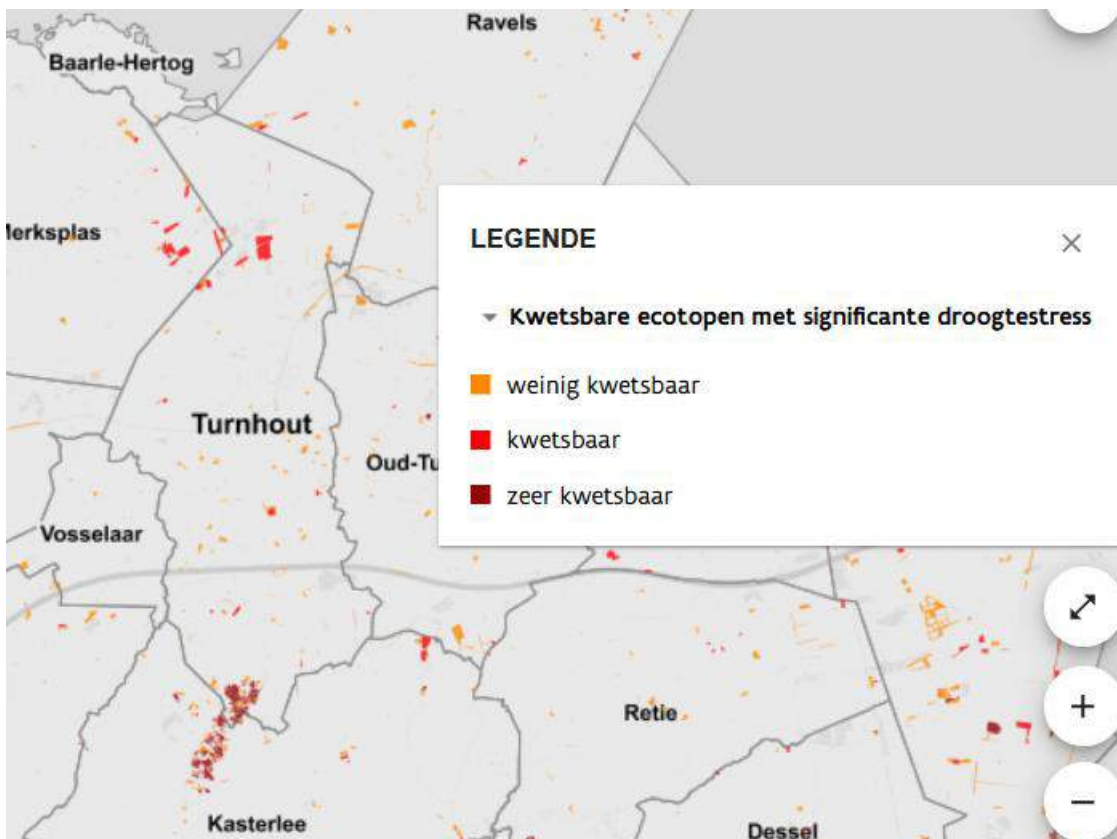 Ravels
Baarle-Hertog
Merksplas
LEGENDE
Kwetsbare ecotopen met significante droogtestress
weinig kwetsbaar
kwetsbaar
zeer kwetsbaar
Turnhout
Oud-Tu
Vosselaar
Retie
Kasterlee
Dessel